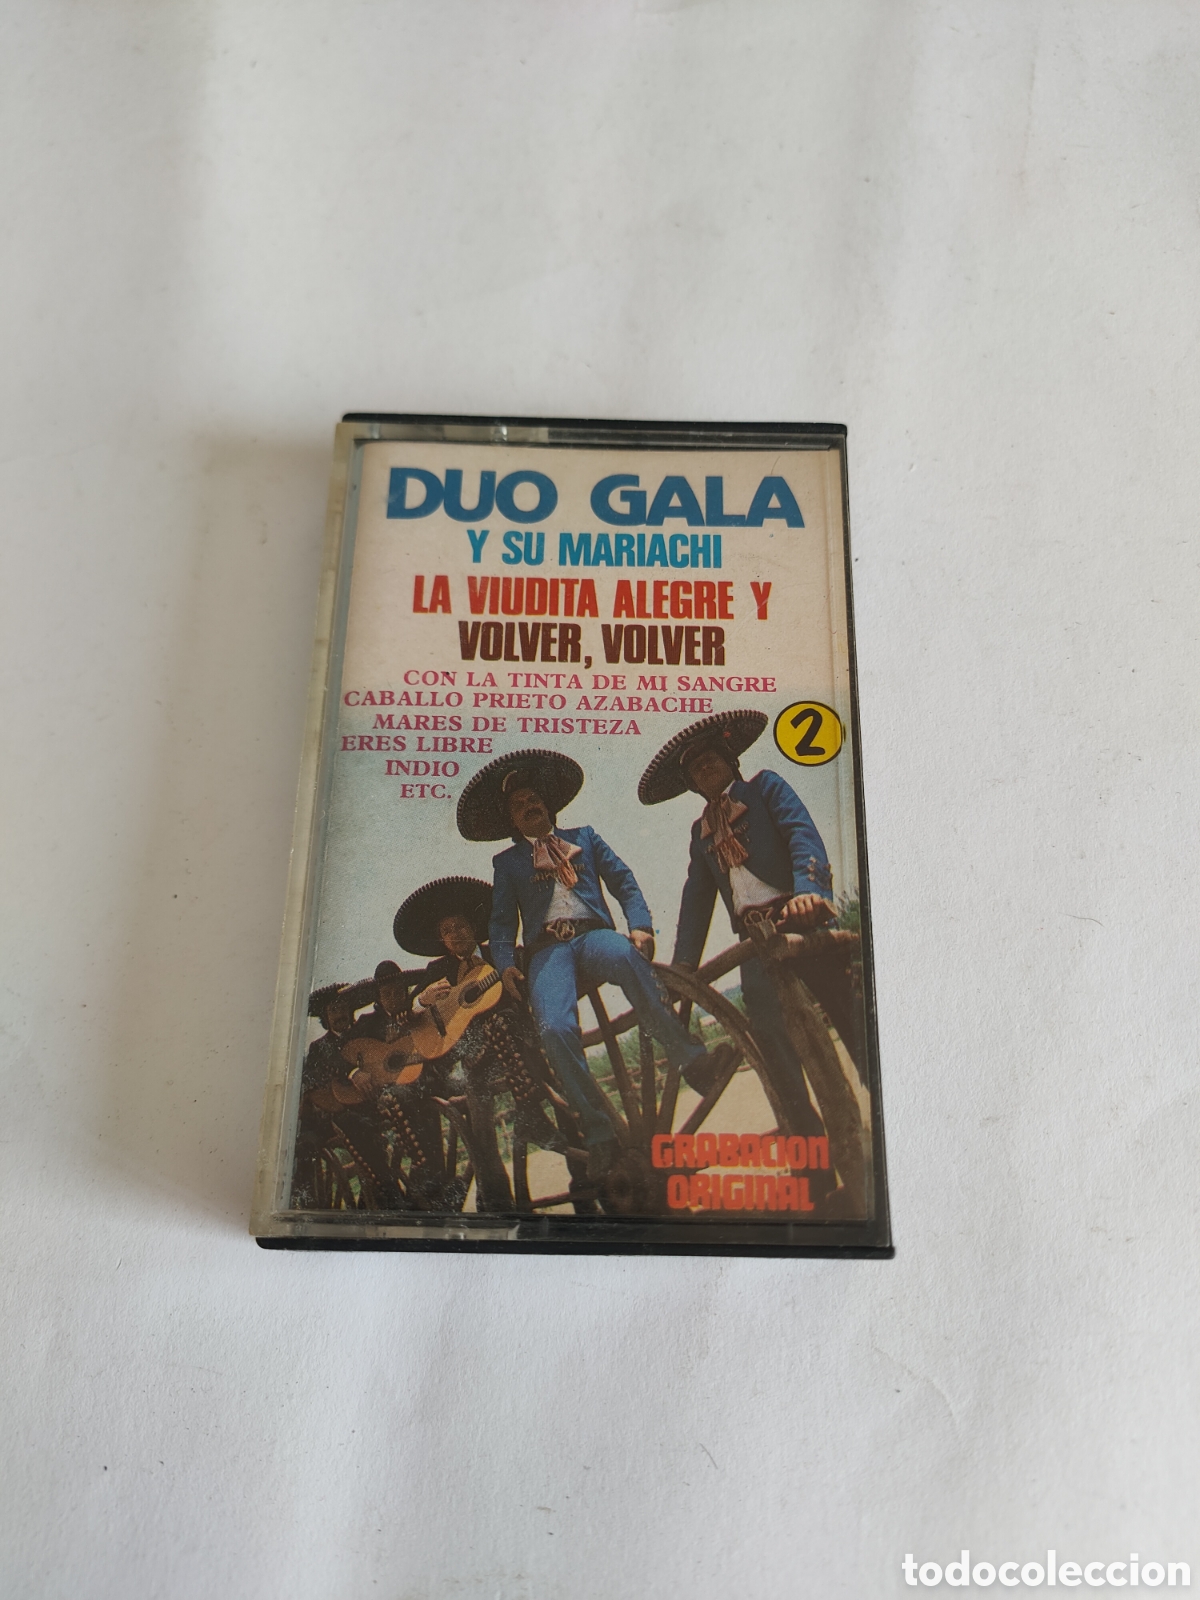 DUO GALA
Y SU MARIACHI
LA VIUDITA ALEGRE Y
VOLVER, VOLVER
CON LA TINTA DE MI SANGRE
CABALLO PRIETO AZABACHE
MARES DE TRISTEZA
ERES LIBRE
INDIO
ETC.
2
GRABACION
ORIGINAL
todocoleccion